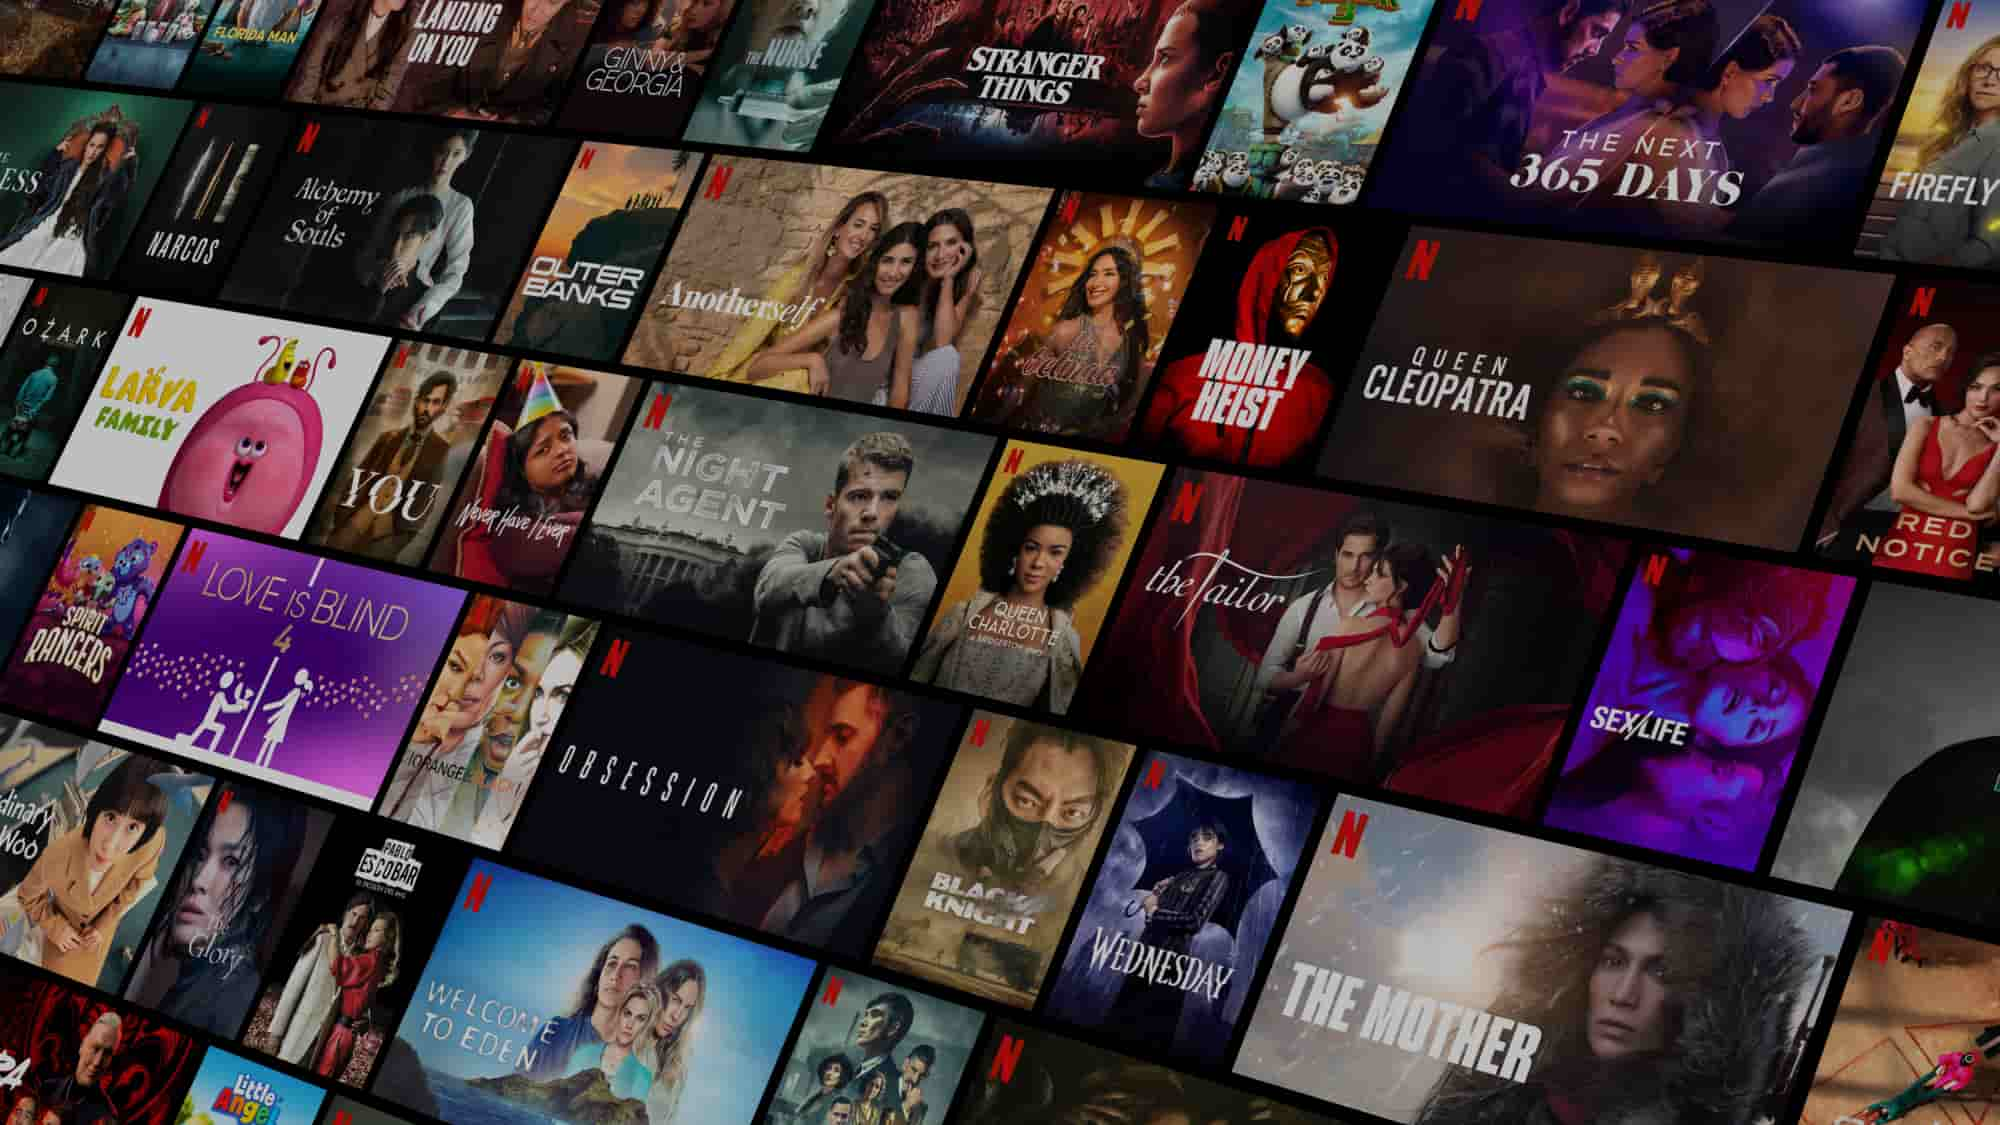 FLORIDA MAN
LANDING
ON YOU
GINNY &
GEORGIA
THE NURSE
STRANGER
THINGS
THE NEXT
365 DAYS
FIREFLY
ESS
NARCOS
Alchemy
of
Souls
OUTER
BANKS
Anotherself
MONEY
HEIST
QUEEN
CLEOPATRA
RED
NOTICE
OZARK
LARVA
FAMILY
YOU
Never Have I Ever
THE
NIGHT
AGENT
QUEEN
CHARLOTTE
the Tailor
SEX/LIFE
SPIRIT
RANGERS
LOVE is BLIND
4
OBSESSION
BLACK
KNIGHT
WEDNESDAY
THE MOTHER
dinary
Woo
The
Glory
PABLO
ESCOBAR
WELCOME
TO EDEN
Little
Angel